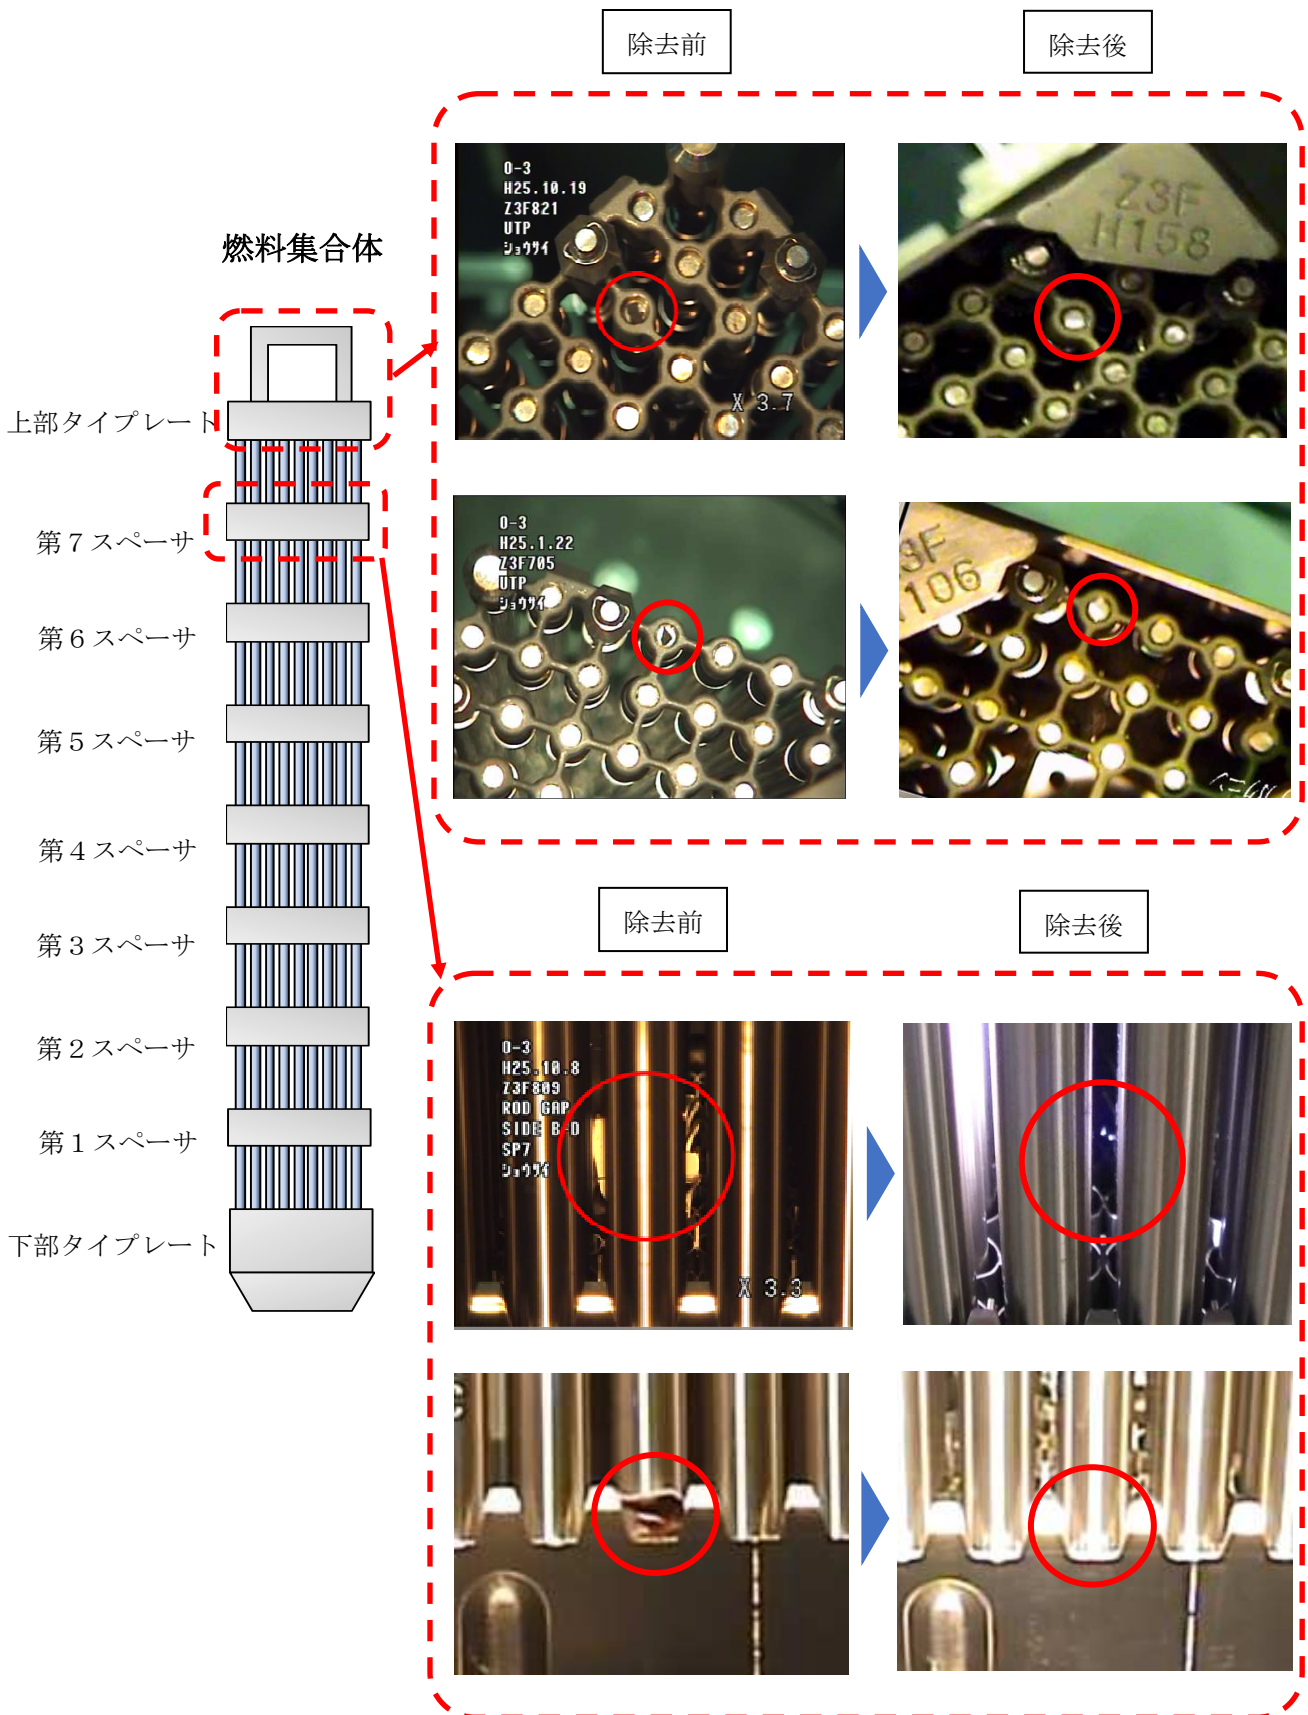 除去前
除去後
燃料集合体
上部タイプレート
第７スペーサ
第６スペーサ
第５スペーサ
第４スペーサ
第３スペーサ
第２スペーサ
第１スペーサ
下部タイプレート
O-3
H25.10.19
Z3F821
UTP
ショウサイ
X 3.7
Z3F
H158
O-3
H25.1.22
Z3F705
UTP
ショウサイ
3F
106
除去前
除去後
O-3
H25.10.8
Z3F809
ROD GAP
SIDE B-D
SP7
ショウサイ
X 3.3